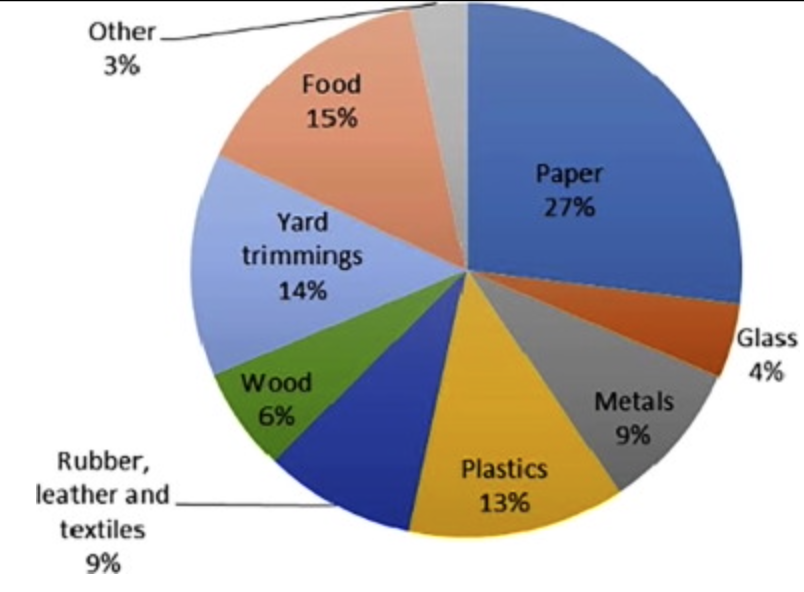 Other
3%
Food
15%
Paper
27%
Yard
trimmings
14%
Glass
4%
Wood
6%
Metals
9%
Plastics
13%
Rubber,
leather and
textiles
9%